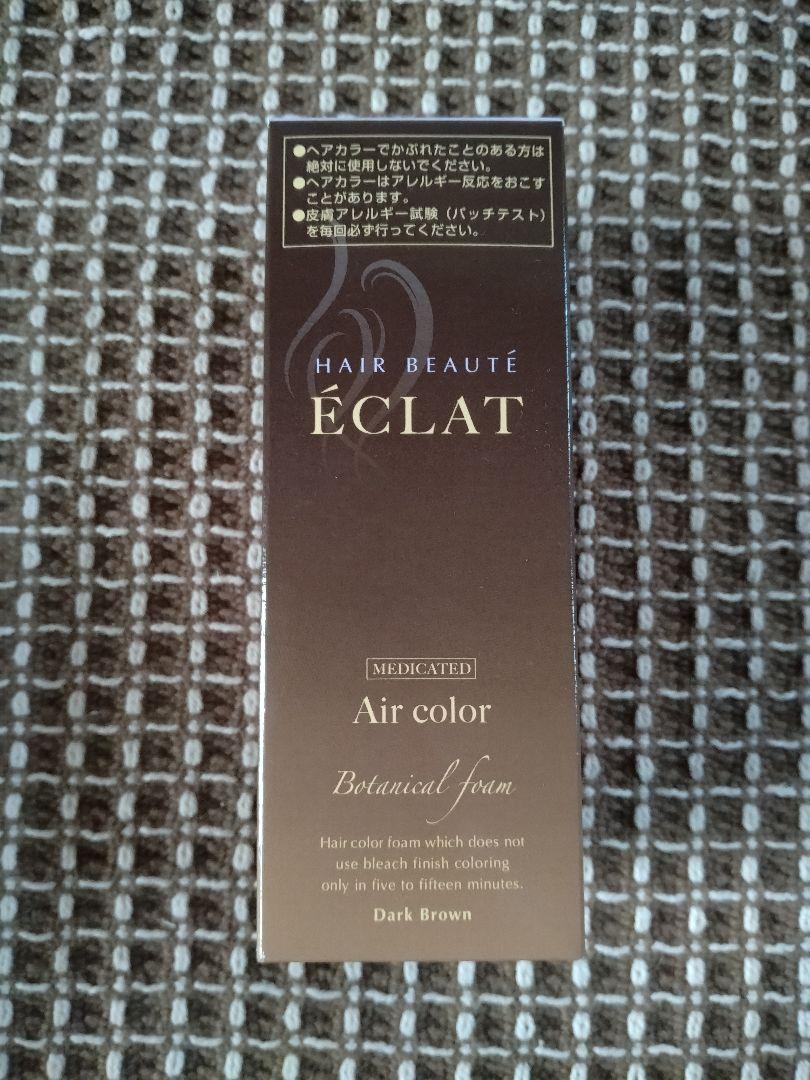 ●ヘアカラーでかぶれたことのある方は
絶対に使用しないでください。
●ヘアカラーはアレルギー反応をおこす
ことがあります。
●皮膚アレルギー試験（パッチテスト）
を毎回必ず行ってください。
HAIR BEAUTÉ
ÉCLAT
MEDICATED
Air color
Botanical foam
Hair color foam which does not
use bleach finish coloring
only in five to fifteen minutes.
Dark Brown